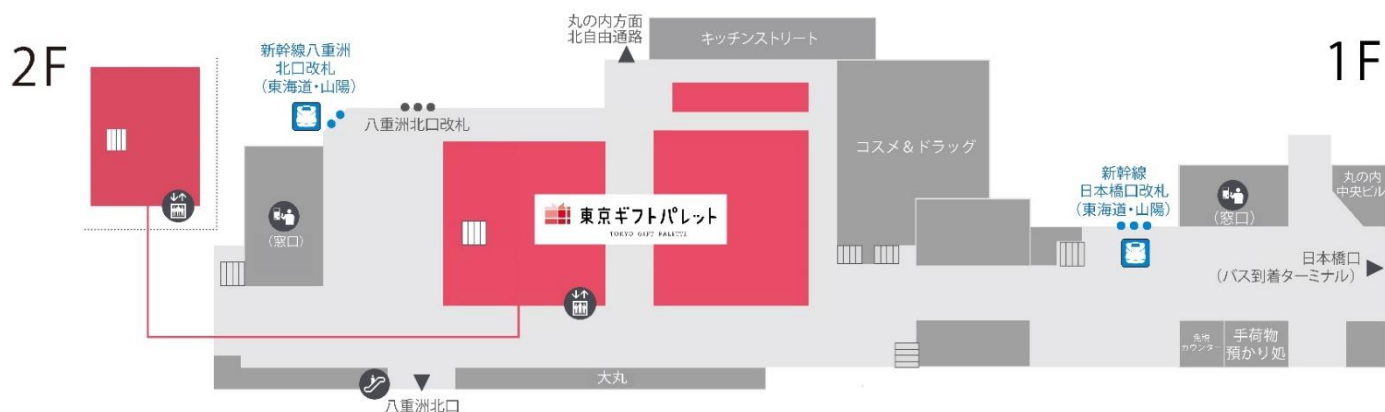 2F
1F
丸の内方面
北自由通路
キッチンストリート
新幹線八重洲
北口改札
(東海道・山陽)
八重洲北口改札
コスメ&ドラッグ
東京ギフトパレット
TOKYO GIFT PALETTE
(窓口)
新幹線
日本橋口改札
(東海道・山陽)
(窓口)
丸の内
中央ビル
日本橋口
(バス到着ターミナル)
免税
カウンター
手荷物
預かり処
大丸
八重洲北口